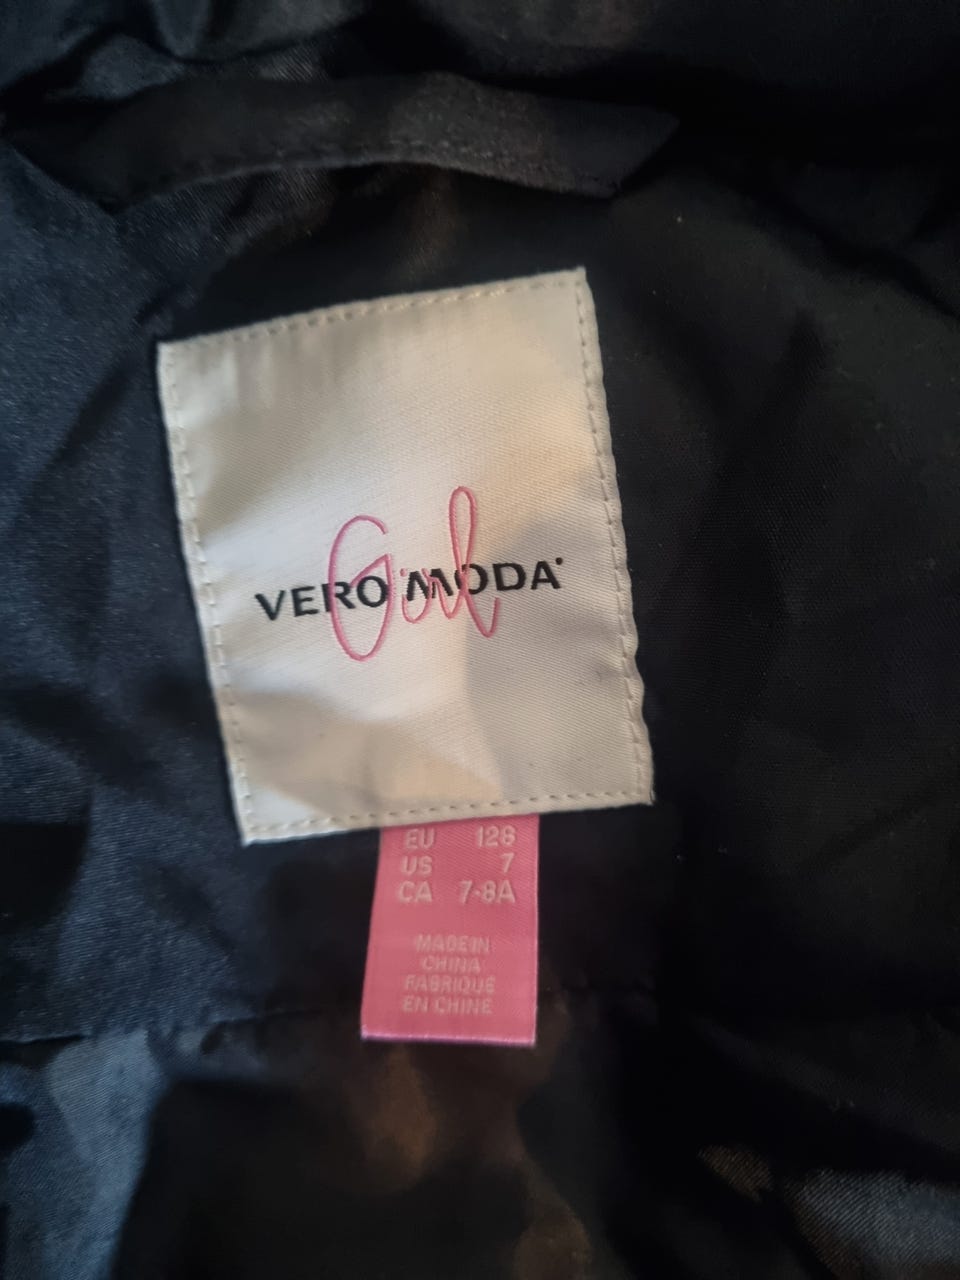 VERO MODA
Girl
EU 128
US 7
CA 7-8A
MADE IN
CHINA
FABRIQUE
EN CHINE